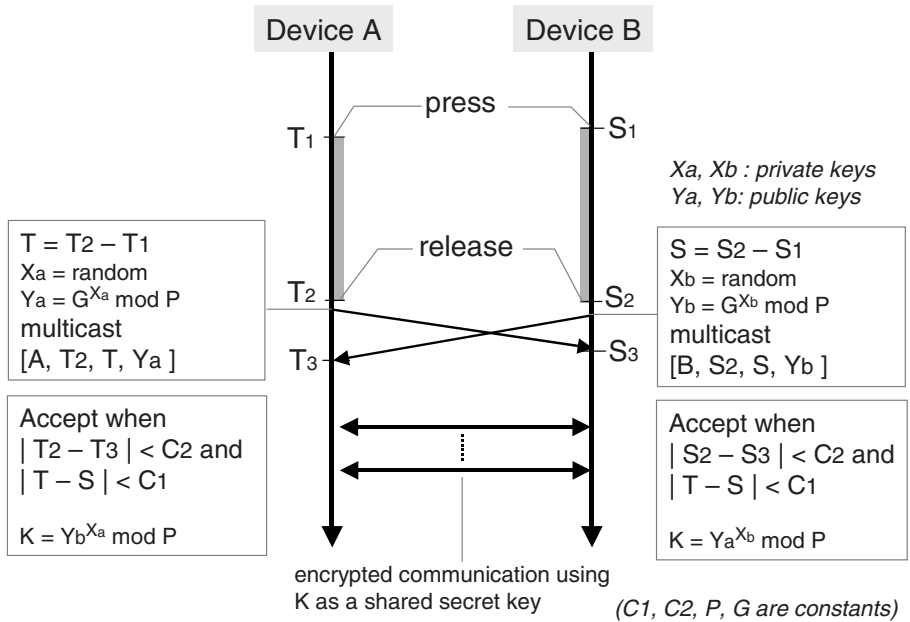 Device A
Device B
press
T1
S1
Xa, Xb : private keys
Ya, Yb: public keys
T = T2 – T1
Xa = random
Ya = G^Xa mod P
multicast
[A, T2, T, Ya ]
release
T2
S2
S = S2 – S1
Xb = random
Yb = G^Xb mod P
multicast
[B, S2, S, Yb ]
T3
S3
Accept when
| T2 – T3 | < C2 and
| T – S | < C1
K = Yb^Xa mod P
Accept when
| S2 – S3 | < C2 and
| T – S | < C1
K = Ya^Xb mod P
encrypted communication using
K as a shared secret key
(C1, C2, P, G are constants)